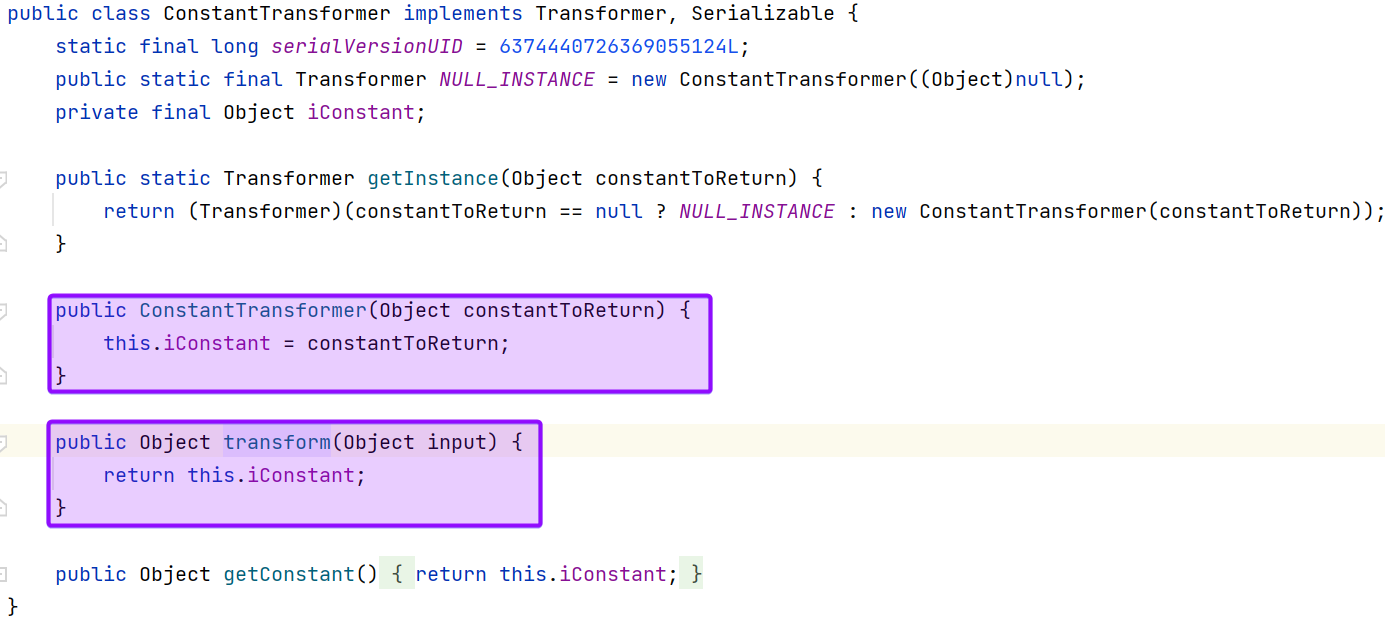 public class ConstantTransformer implements Transformer, Serializable {
    static final long serialVersionUID = 6374440726369055124L;
    public static final Transformer NULL_INSTANCE = new ConstantTransformer((Object)null);
    private final Object iConstant;
    public static Transformer getInstance(Object constantToReturn) {
        return (Transformer)(constantToReturn == null ? NULL_INSTANCE : new ConstantTransformer(constantToReturn));
    }
    public ConstantTransformer(Object constantToReturn) {
        this.iConstant = constantToReturn;
    }
    public Object transform(Object input) {
        return this.iConstant;
    }
    public Object getConstant() { return this.iConstant; }
}